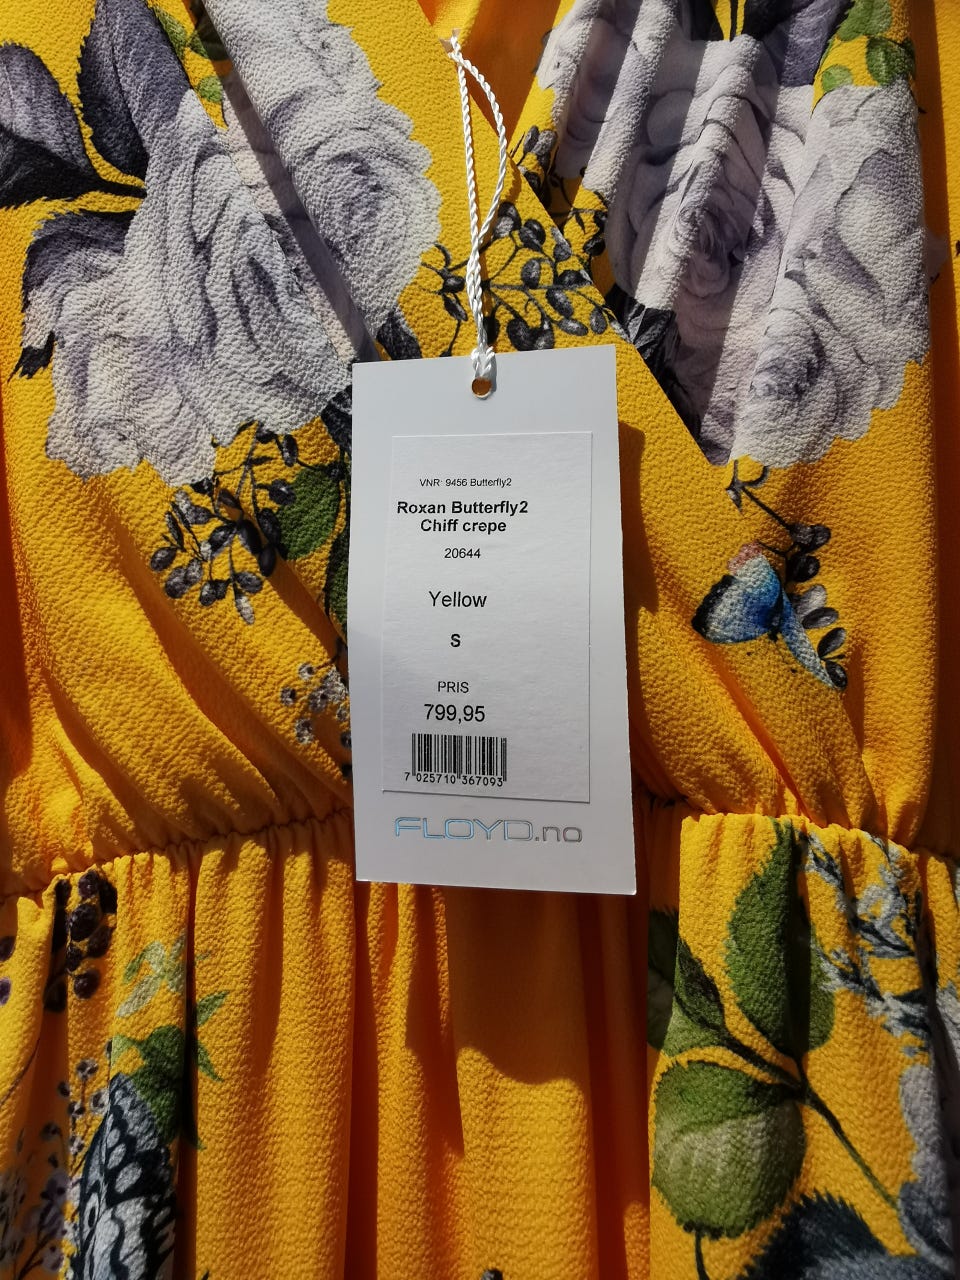 VNR: 9456 Butterfly2
Roxan Butterfly2
Chiff crepe
20644
Yellow
S
PRIS
799,95
7 025710 367093
FLOYD.no